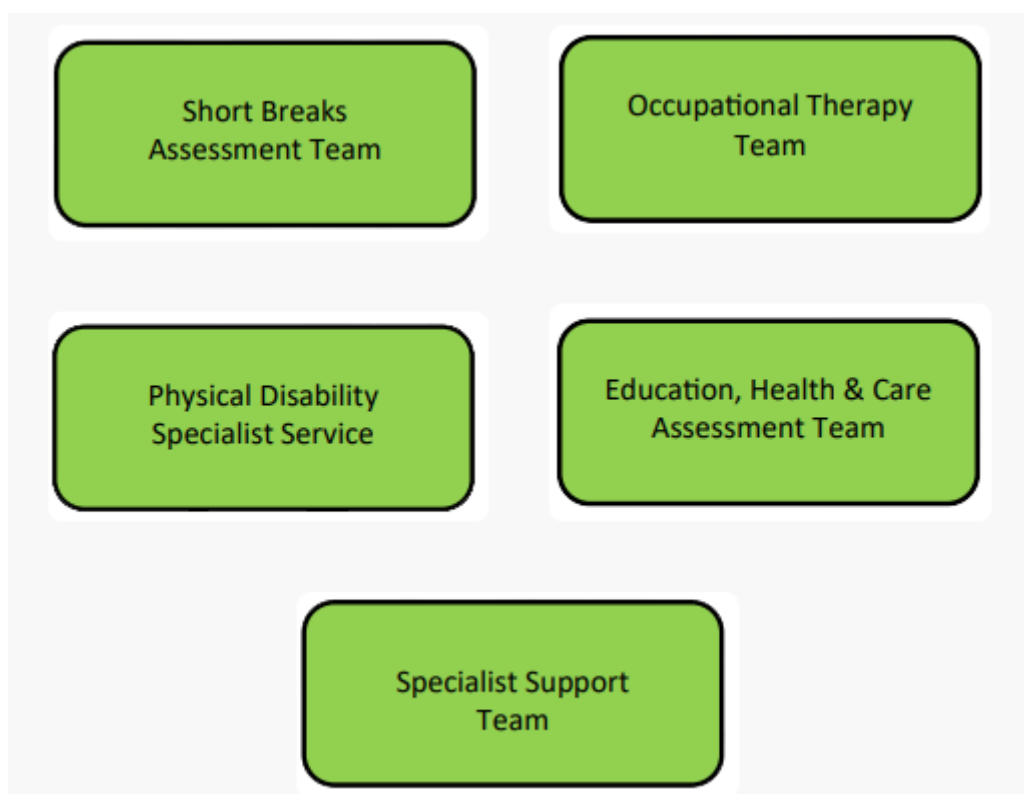 Short Breaks
Assessment Team
Occupational Therapy
Team
Physical Disability
Specialist Service
Education, Health & Care
Assessment Team
Specialist Support
Team